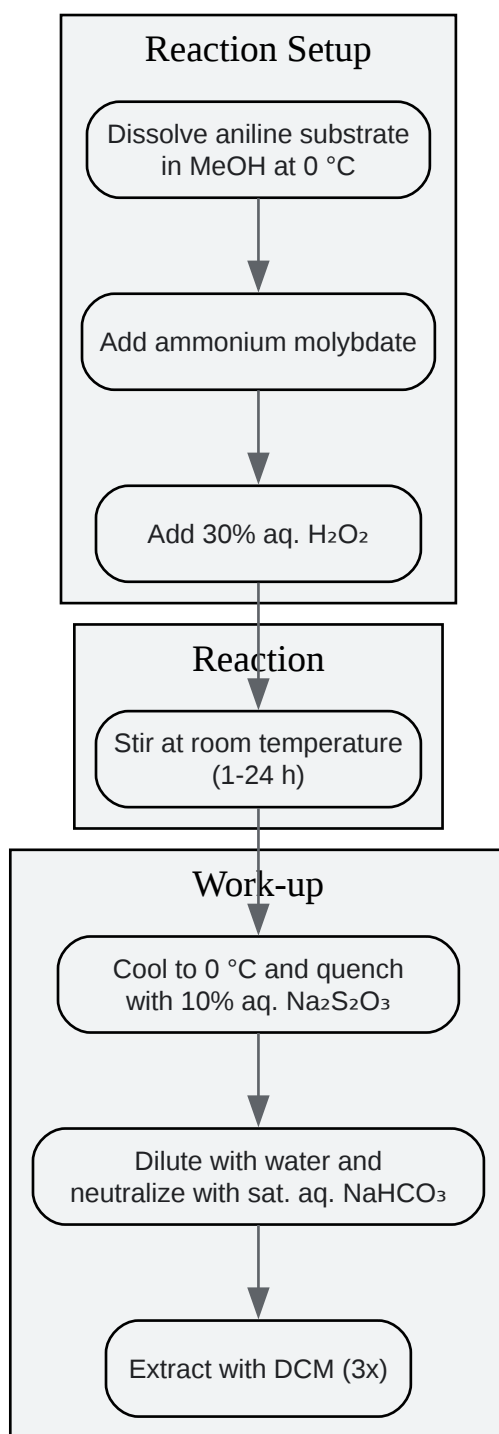 Reaction Setup
Dissolve aniline substrate
in MeOH at 0 °C
Add ammonium molybdate
Add 30% aq. H₂O₂
Reaction
Stir at room temperature
(1-24 h)
Work-up
Cool to 0 °C and quench
with 10% aq. Na₂S₂O₃
Dilute with water and
neutralize with sat. aq. NaHCO₃
Extract with DCM (3x)